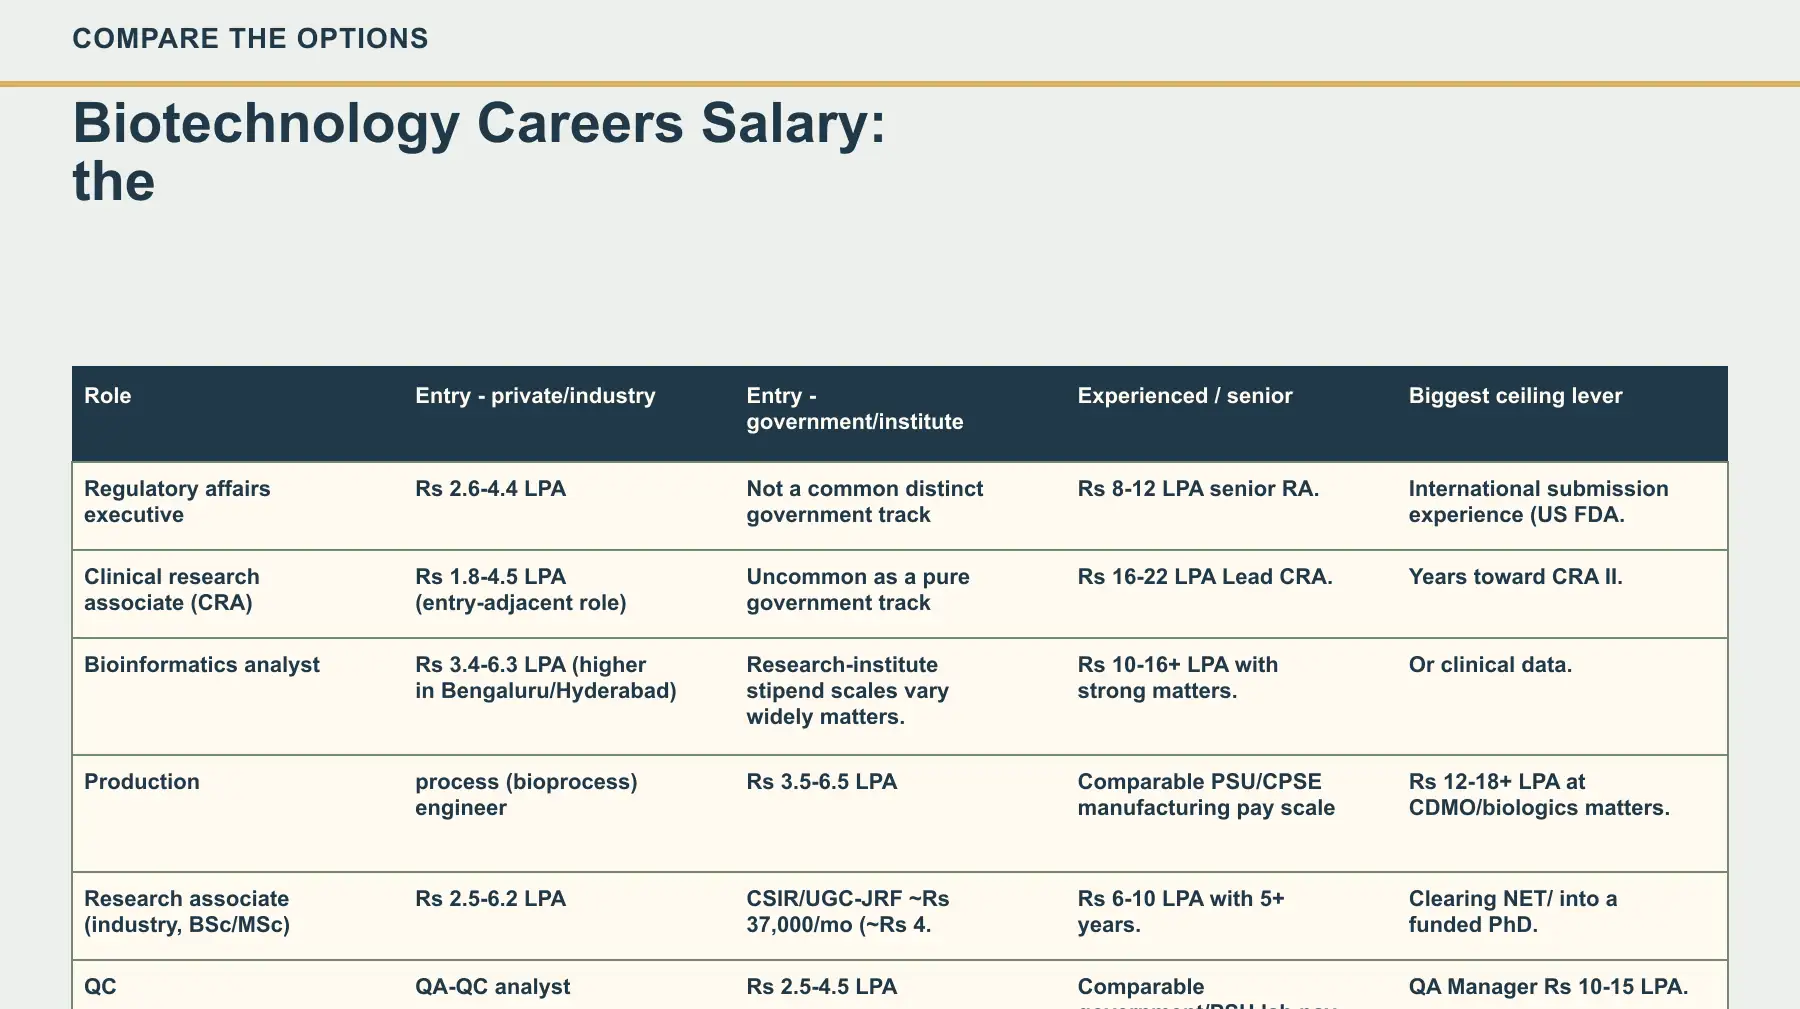 COMPARE THE OPTIONS
Biotechnology Careers Salary:
the
Role
Entry - private/industry
Entry -
government/institute
Experienced / senior
Biggest ceiling lever
Regulatory affairs
executive
Rs 2.6-4.4 LPA
Not a common distinct
government track
Rs 8-12 LPA senior RA.
International submission
experience (US FDA.
Clinical research
associate (CRA)
Rs 1.8-4.5 LPA
(entry-adjacent role)
Uncommon as a pure
government track
Rs 16-22 LPA Lead CRA.
Years toward CRA II.
Bioinformatics analyst
Rs 3.4-6.3 LPA (higher
in Bengaluru/Hyderabad)
Research-institute
stipend scales vary
widely matters.
Rs 10-16+ LPA with
strong matters.
Or clinical data.
Production
process (bioprocess)
engineer
Rs 3.5-6.5 LPA
Comparable PSU/CPSE
manufacturing pay scale
Rs 12-18+ LPA at
CDMO/biologics matters.
Research associate
(industry, BSc/MSc)
Rs 2.5-6.2 LPA
CSIR/UGC-JRF ~Rs
37,000/mo (~Rs 4.
Rs 6-10 LPA with 5+
years.
Clearing NET/ into a
funded PhD.
QC
QA-QC analyst
Rs 2.5-4.5 LPA
Comparable
QA Manager Rs 10-15 LPA.